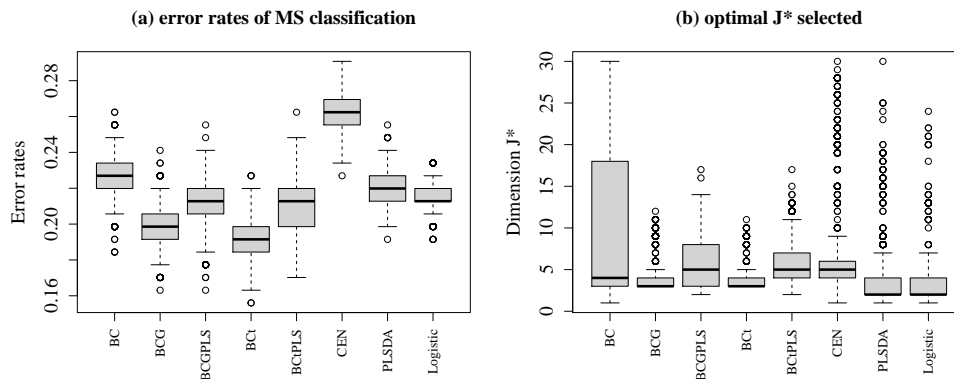 (a) error rates of MS classification
Error rates
0.28
0.24
0.20
0.16
BC
BCG
BCGPLS
BCt
BCtPLS
CEN
PLSDA
Logistic
(b) optimal J* selected
Dimension J*
30
25
20
15
10
5
0
BC
BCG
BCGPLS
BCt
BCtPLS
CEN
PLSDA
Logistic